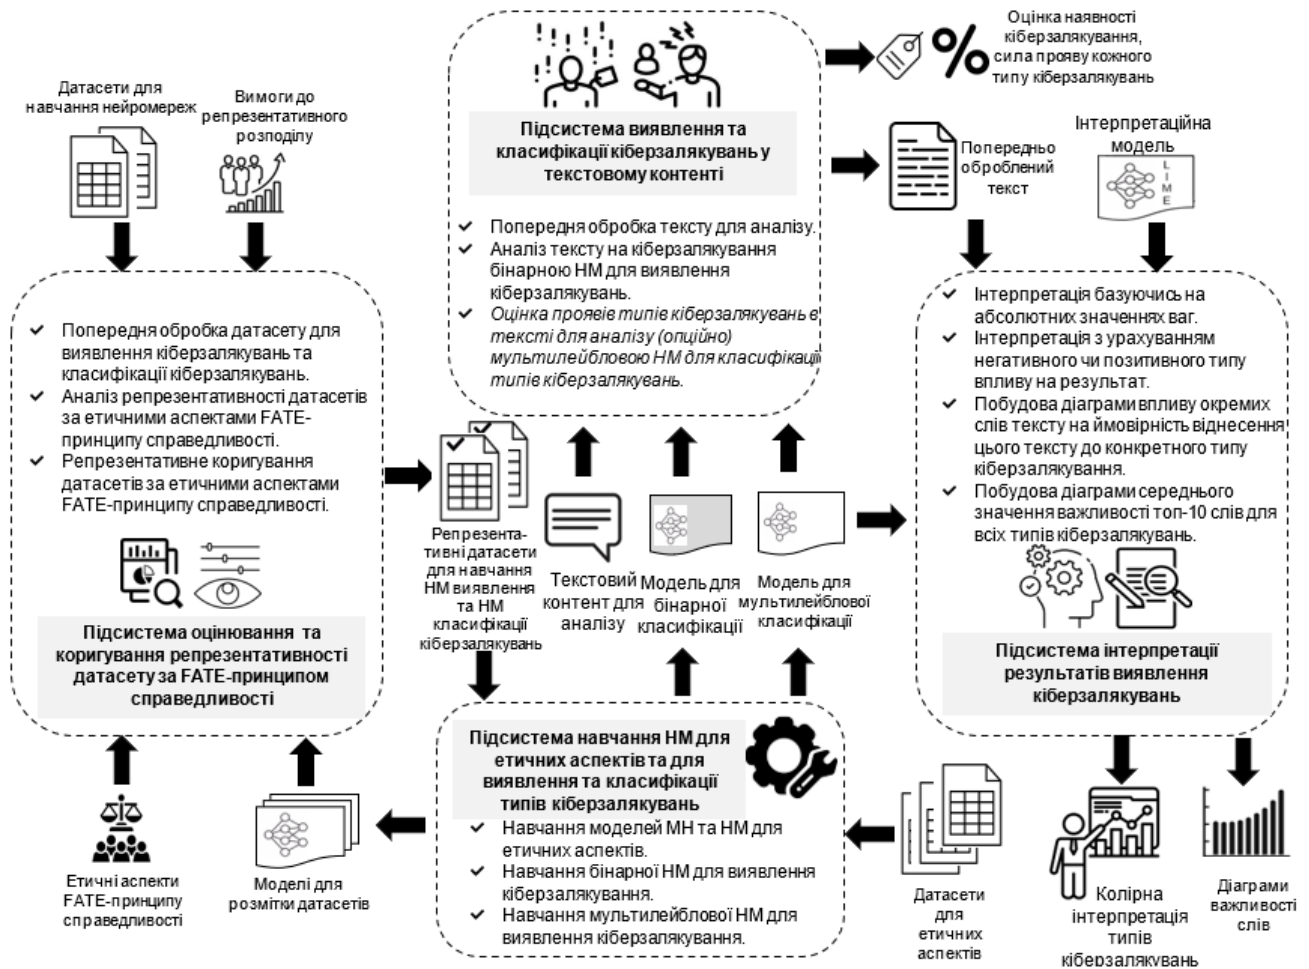 Датасети для
навчання нейромереж
Вимоги до
репрезентативного
розподілу
Попередня обробка датасету для
виявлення кіберзалякувань та
класифікації кіберзалякувань.
Аналіз репрезентативності датасетів
за етичними аспектами FATE-
принципу справедливості.
Репрезентативне коригування
датасетів за етичними аспектами
FATE-принципу справедливості.
Підсистема оцінювання та
коригування репрезентативності
датасету за FATE-принципом
справедливості
Етичні аспекти
FATE-принципу
справедливості
Моделі для
розмітки датасетів
Підсистема виявлення та
класифікації кіберзалякувань у
текстовому контенті
Попередня обробка тексту для аналізу.
Аналіз тексту на кіберзалякування
бінарною НМ для виявлення
кіберзалякувань.
Оцінка проявів типів кіберзалякувань в
тексті для аналізу (опційно)
мультилейбловою НМ для класифікації
типів кіберзалякувань.
%
Оцінка наявності
кіберзалякування,
сила прояву кожного
типу кіберзалякувань
Попередньо
оброблений
текст
Інтерпретаційна
модель
L
I
M
E
Репрезента-
тивні датасети
для навчання
НМ виявлення
та НМ
класифікації
кіберзалякувань
Текстовий
контент для
аналізу
Модель для
бінарної
класифікації
Модель для
мультилейблової
класифікації
Інтерпретація базуючись на
абсолютних значеннях ваг.
Інтерпретація з урахуванням
негативного чи позитивного типу
впливу на результат.
Побудова діаграми впливу окремих
слів тексту на ймовірність віднесення
цього тексту до конкретного типу
кіберзалякування.
Побудова діаграми середнього
значення важливості топ-10 слів для
всіх типів кіберзалякувань.
Підсистема інтерпретації
результатів виявлення
кіберзалякувань
Підсистема навчання НМ для
етичних аспектів та для
виявлення та класифікації
типів кіберзалякувань
Навчання моделей МН та НМ для
етичних аспектів.
Навчання бінарної НМ для виявлення
кіберзалякування.
Навчання мультилейблової НМ для
виявлення кіберзалякування.
Датасети
для
етичних
аспектів
Колірна
інтерпретація
типів
кіберзалякувань
Діаграми
важливості
слів